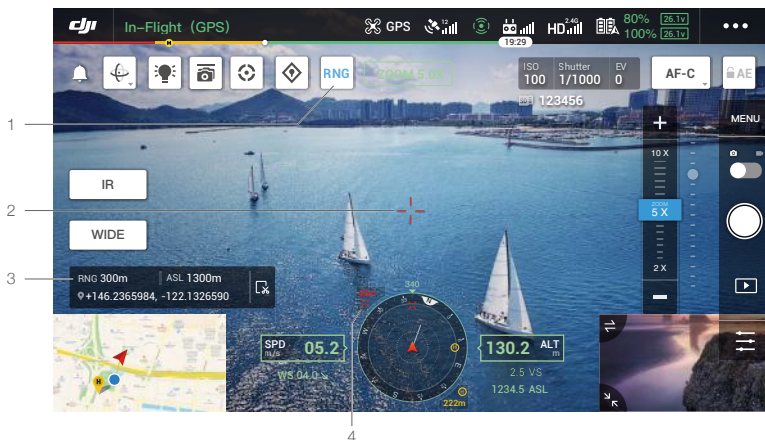 dji In-Flight (GPS) GPS 12 HD 2.4G 80% 26.1v
100% 26.1v
H 19:29
RNG ZOOM 5.0X ISO 100 Shutter 1/1000 EV 0 AF-C AE
123456
1
MENU
10 X
IR
2
ZOOM
5 X
WIDE
2 X
3
RNG 300m ASL 1300m
+146.2365984, -122.1326590
340
N
SPD m/s 05.2 130.2 ALT m
WS 04.0 2.5 VS
1234.5 ASL
H
E
S
W
222m
4